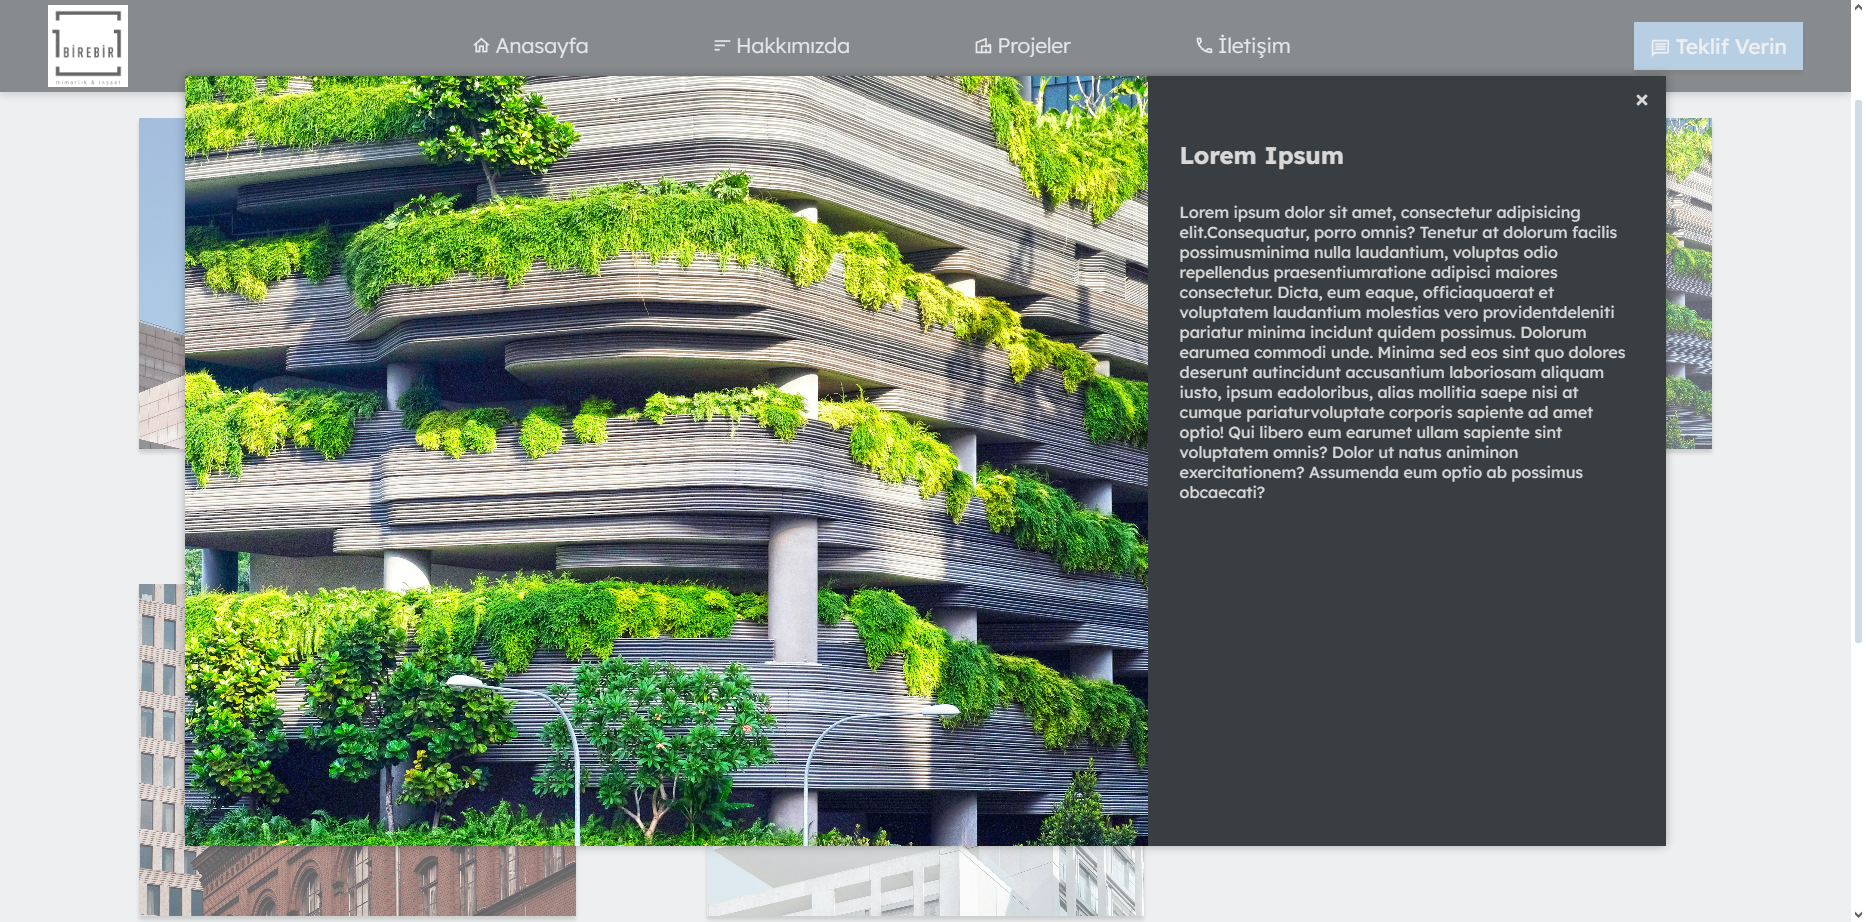 BİREBİR
mimarlık & inşaat
Anasayfa
Hakkımızda
Projeler
İletişim
Teklif Verin
Lorem Ipsum
Lorem ipsum dolor sit amet, consectetur adipisicing
elit.Consequatur, porro omnis? Tenetur at dolorum facilis
possimusminima nulla laudantium, voluptas odio
repellendus praesentiumratione adipisci maiores
consectetur. Dicta, eum eaque, officiaquaerat et
voluptatem laudantium molestias vero providentdeleniti
pariatur minima incidunt quidem possimus. Dolorum
earumea commodi unde. Minima sed eos sint quo dolores
deserunt autincidunt accusantium laboriosam aliquam
iusto, ipsum eadoloribus, alias mollitia saepe nisi at
cumque pariaturvoluptate corporis sapiente ad amet
optio! Qui libero eum earumet ullam sapiente sint
voluptatem omnis? Dolor ut natus animinon
exercitationem? Assumenda eum optio ab possimus
obcaecati?